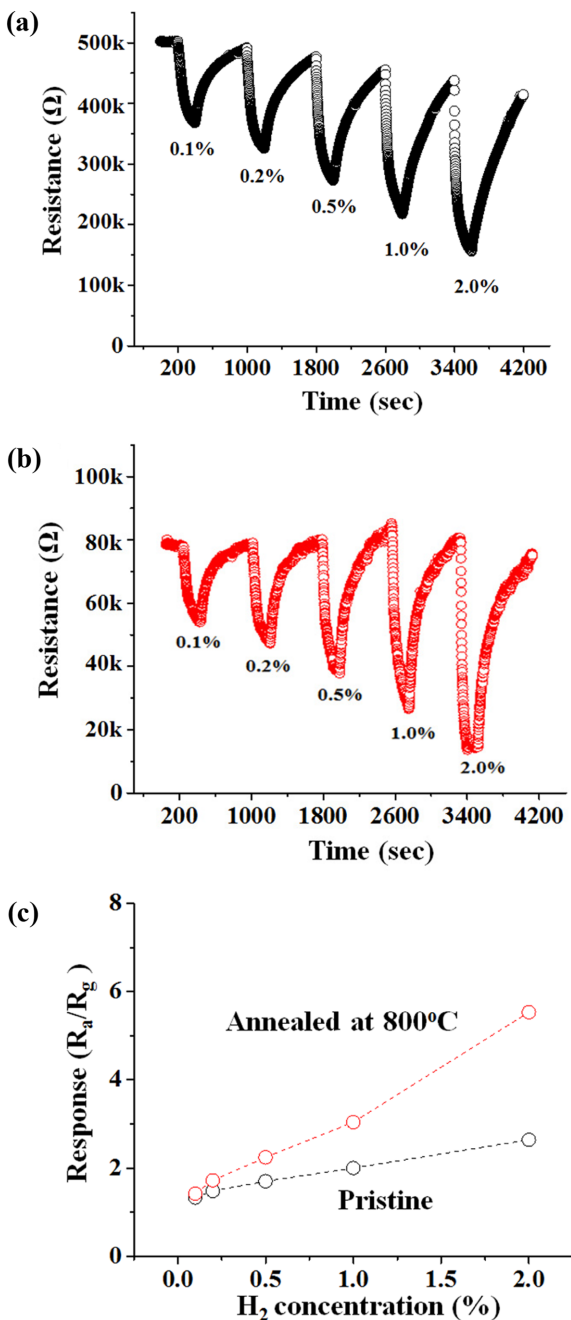 (a)
500k
400k
300k
200k
100k
0
Resistance (Ω)
0.1%
0.2%
0.5%
1.0%
2.0%
200 1000 1800 2600 3400 4200
Time (sec)
(b)
100k
80k
60k
40k
20k
0
Resistance (Ω)
0.1%
0.2%
0.5%
1.0%
2.0%
200 1000 1800 2600 3400 4200
Time (sec)
(c)
8
6
4
2
0
Response (Rₐ/R_g)
Annealed at 800ºC
Pristine
0.0 0.5 1.0 1.5 2.0
H₂ concentration (%)